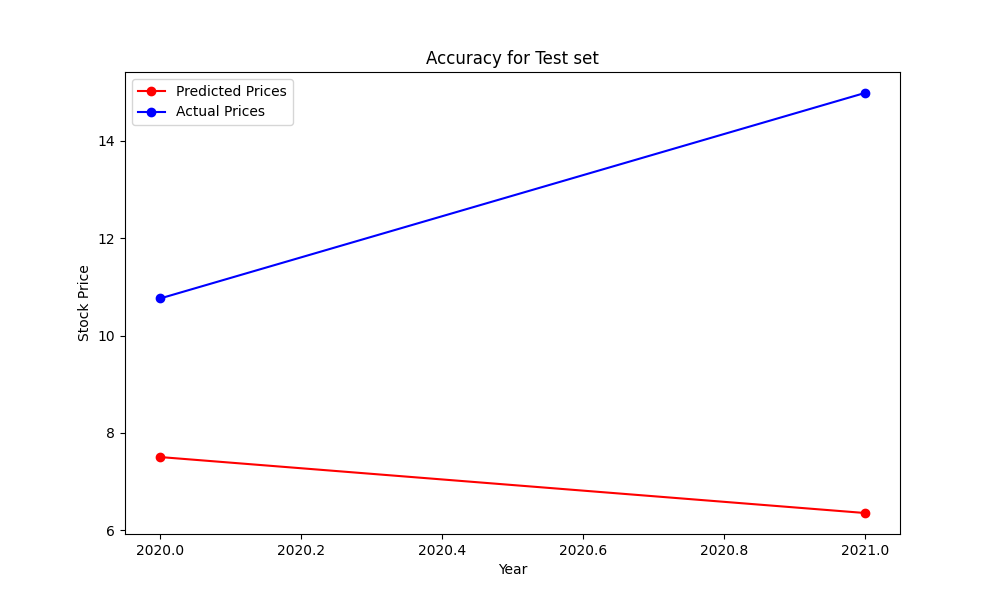 Accuracy for Test set
Predicted Prices
Actual Prices
Stock Price
14
12
10
8
6
2020.0 2020.2 2020.4 2020.6 2020.8 2021.0
Year